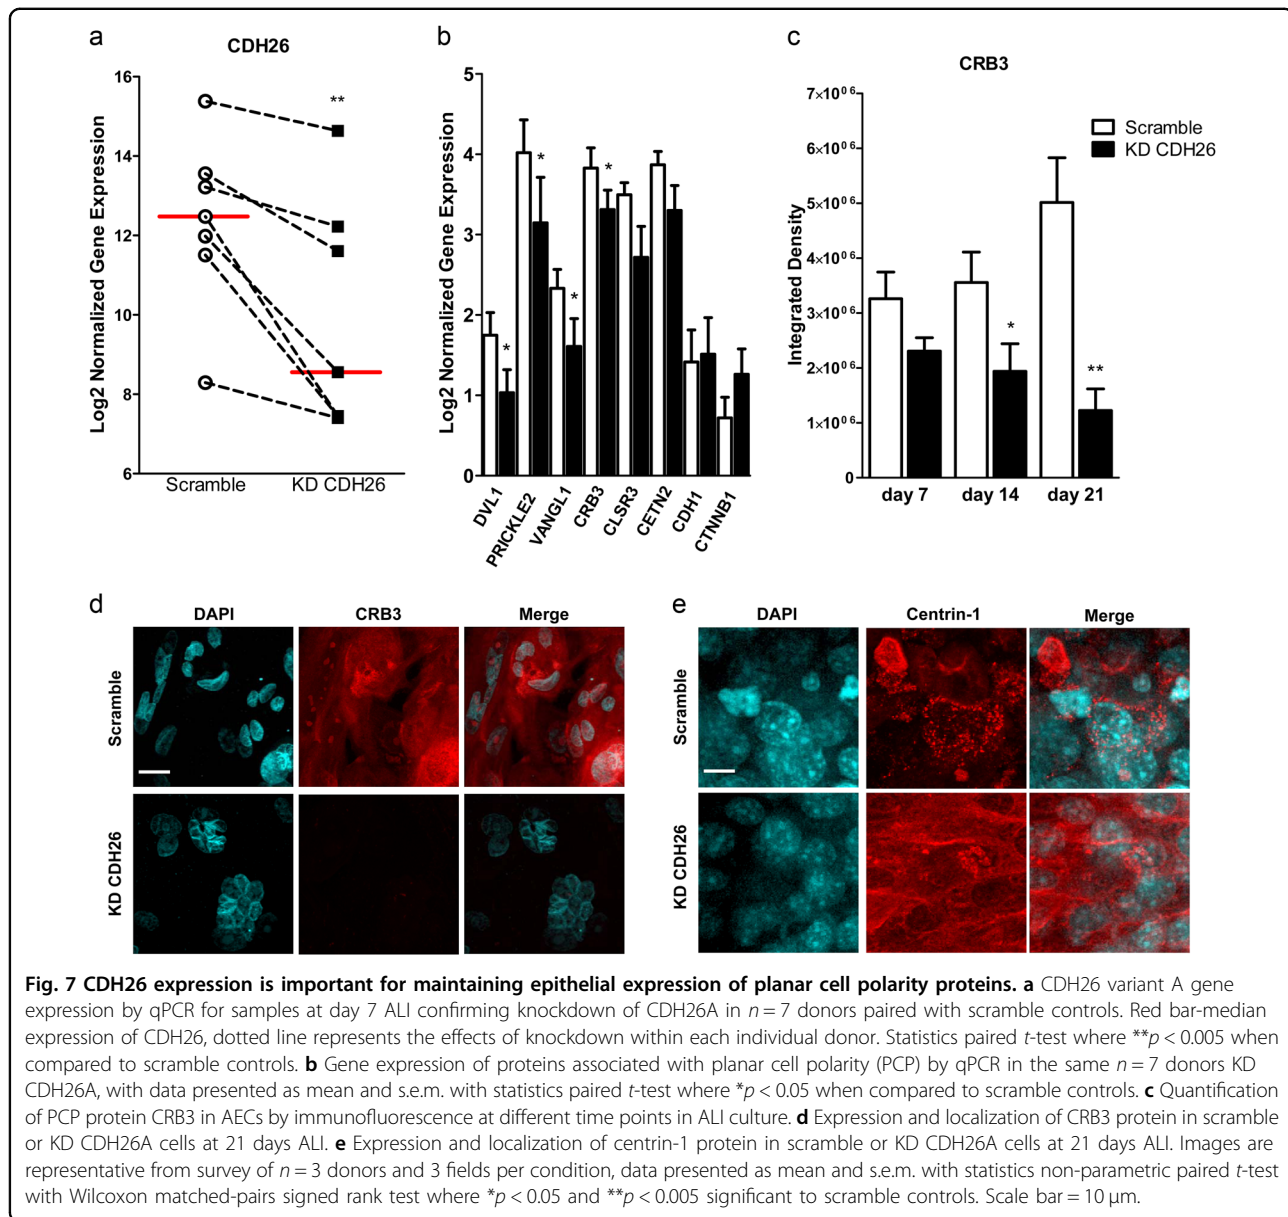 a
CDH26
Log2 Normalized Gene Expression
16
14
12
10
8
6
**
Scramble
KD CDH26
b
Log2 Normalized Gene Expression
5
4
3
2
1
0
*
*
*
*
DVL1
PRICKLE2
VANGL1
CRB3
CLSR3
CETN2
CDH1
CTNNB1
c
CRB3
Integrated Density
7×10⁰⁶
6×10⁰⁶
5×10⁰⁶
4×10⁰⁶
3×10⁰⁶
2×10⁰⁶
1×10⁰⁶
0
*
**
day 7
day 14
day 21
Scramble
KD CDH26
d
DAPI
CRB3
Merge
Scramble
KD CDH26
e
DAPI
Centrin-1
Merge
Scramble
KD CDH26
Fig. 7 CDH26 expression is important for maintaining epithelial expression of planar cell polarity proteins. a CDH26 variant A gene
expression by qPCR for samples at day 7 ALI confirming knockdown of CDH26A in n = 7 donors paired with scramble controls. Red bar-median
expression of CDH26, dotted line represents the effects of knockdown within each individual donor. Statistics paired t-test where **p < 0.005 when
compared to scramble controls. b Gene expression of proteins associated with planar cell polarity (PCP) by qPCR in the same n = 7 donors KD
CDH26A, with data presented as mean and s.e.m. with statistics paired t-test where *p < 0.05 when compared to scramble controls. c Quantification
of PCP protein CRB3 in AECs by immunofluorescence at different time points in ALI culture. d Expression and localization of CRB3 protein in scramble
or KD CDH26A cells at 21 days ALI. e Expression and localization of centrin-1 protein in scramble or KD CDH26A cells at 21 days ALI. Images are
representative from survey of n = 3 donors and 3 fields per condition, data presented as mean and s.e.m. with statistics non-parametric paired t-test
with Wilcoxon matched-pairs signed rank test where *p < 0.05 and **p < 0.005 significant to scramble controls. Scale bar = 10 μm.